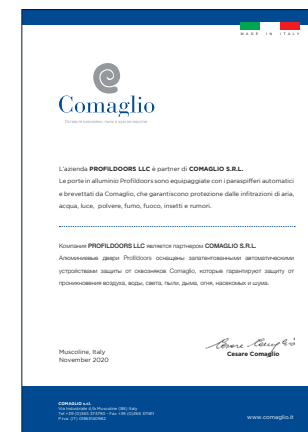 MADE IN ITALY
Comaglio
L'azienda PROFILDOORS LLC è partner di COMAGLIO S.R.L.
Le porte in alluminio Profildoors sono equipaggiate con i paraspifferi automatici
e brevettati da Comaglio, che garantiscono protezione dalle infitrazioni di aria,
acqua, luce, polvere, fumo, fuoco, insetti e rumori.
Компания PROFILDOORS LLC является партнером COMAGLIO S.R.L.
Алюминиевые двери Profildoors оснащены запатентованными автоматическими
устройствами защиты от сквозняков Comaglio, которые гарантируют защиту от
проникновения воздуха, воды, света, пыли, дыма, огня, насекомых и шума.
Muscoline, Italy
November 2020
Cesare Comaglio
Cesare Comaglio
COMAGLIO s.r.l.
www.comaglio.it